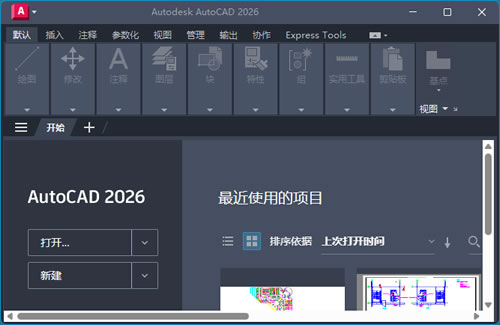 A
Autodesk AutoCAD 2026
默认 插入 注释 参数化 视图 管理 输出 协作 Express Tools
绘图 修改 注释 图层 块 特性 组 实用工具 剪贴板 基点
视图
开始
AutoCAD 2026
最近使用的项目
排序依据 上次打开时间
打开...
新建